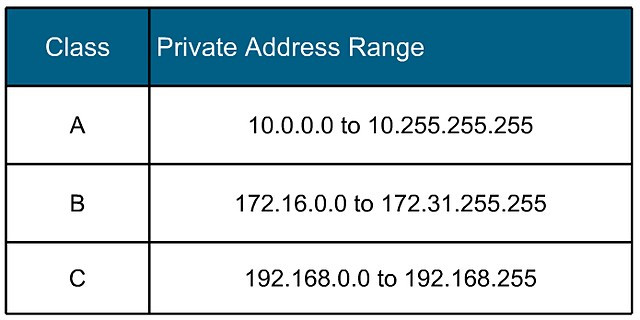 Class Private Address Range
A 10.0.0.0 to 10.255.255.255
B 172.16.0.0 to 172.31.255.255
C 192.168.0.0 to 192.168.255